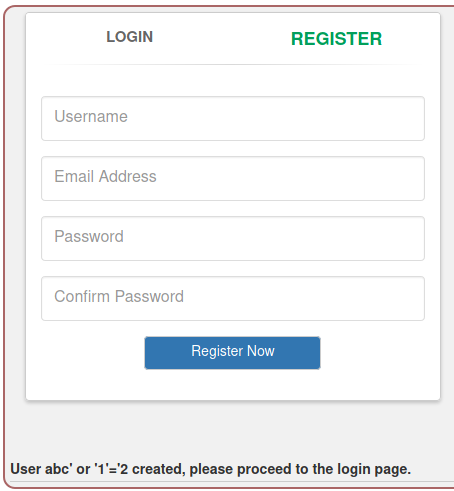 LOGIN REGISTER
Username
Email Address
Password
Confirm Password
Register Now
User abc' or '1'='2 created, please proceed to the login page.